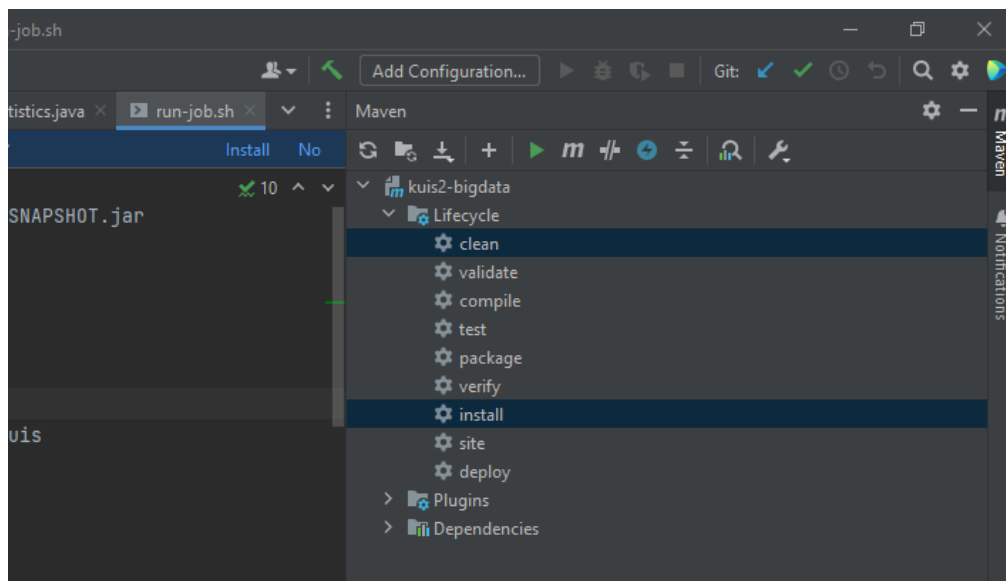 -job.sh
Add Configuration...
Git:
tistics.java
run-job.sh
Maven
Install
No
10
SNAPSHOT.jar
uis
kuis2-bigdata
Lifecycle
clean
validate
compile
test
package
verify
install
site
deploy
Plugins
Dependencies
Maven
Notifications